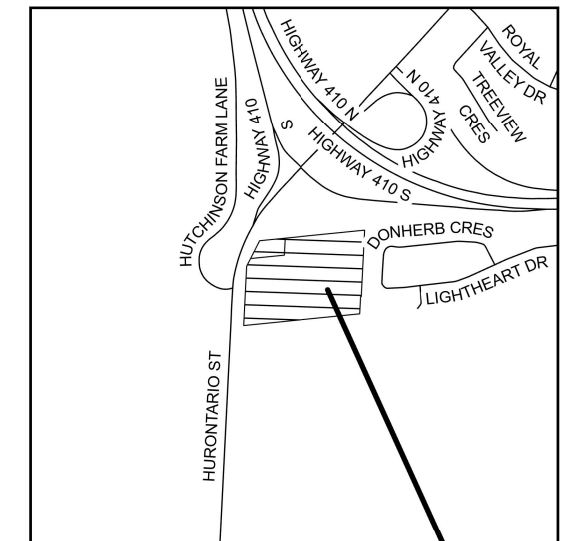 HIGHWAY 410 N
ROYAL
VALLEY DR
TREEVIEW
CRES
HIGHWAY 410 N
HUTCHINSON FARM LANE
HIGHWAY 410
S
HIGHWAY 410 S
DONHERB CRES
LIGHTHEART DR
HURONTARIO ST